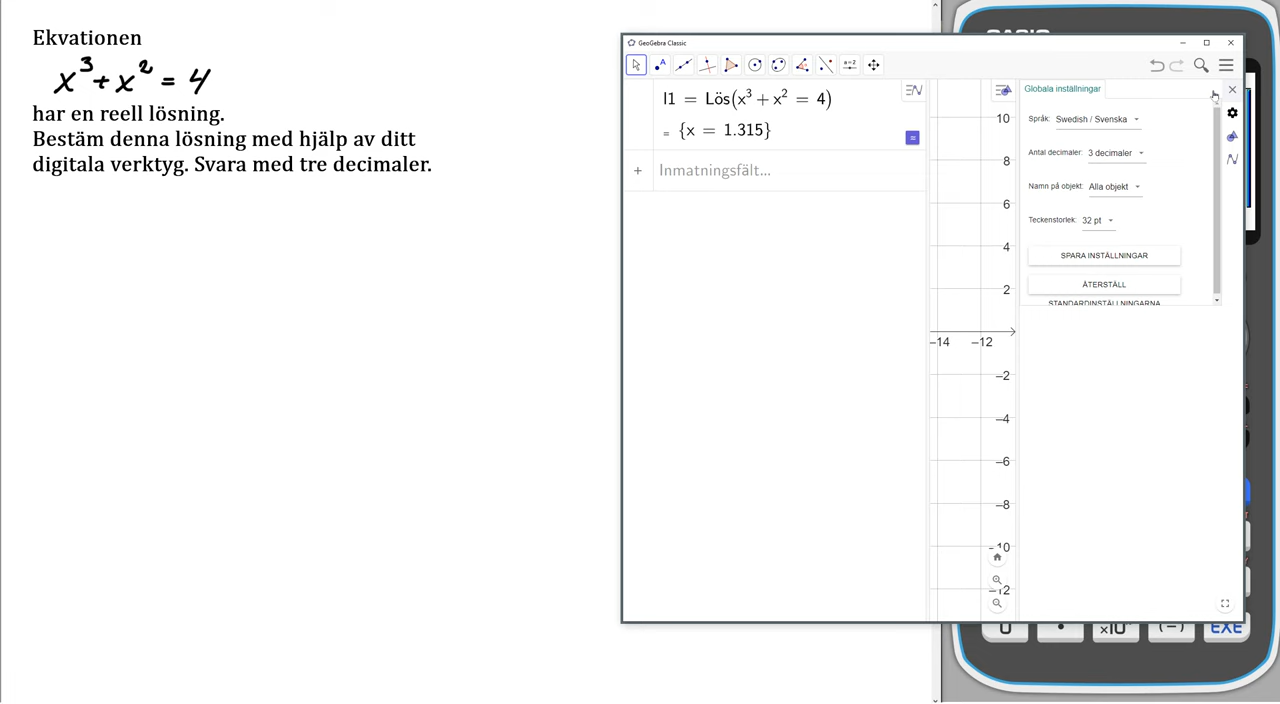 Ekvationen
x³+x² = 4
har en reell lösning.
Bestäm denna lösning med hjälp av ditt
digitala verktyg. Svara med tre decimaler.
GeoGebra Classic
l1 = Lös(x³ + x² = 4)
= {x = 1.315}
Inmatningsfält...
10
8
6
4
2
−14 −12
−2
−4
−6
−8
−10
−12
Globala inställningar
Språk: Swedish / Svenska
Antal decimaler: 3 decimaler
Namn på objekt: Alla objekt
Teckenstorlek: 32 pt
SPARA INSTÄLLNINGAR
ÅTERSTÄLL
STANDARDINSTÄLLNINGARNA
0 • ×10 (−) EXE